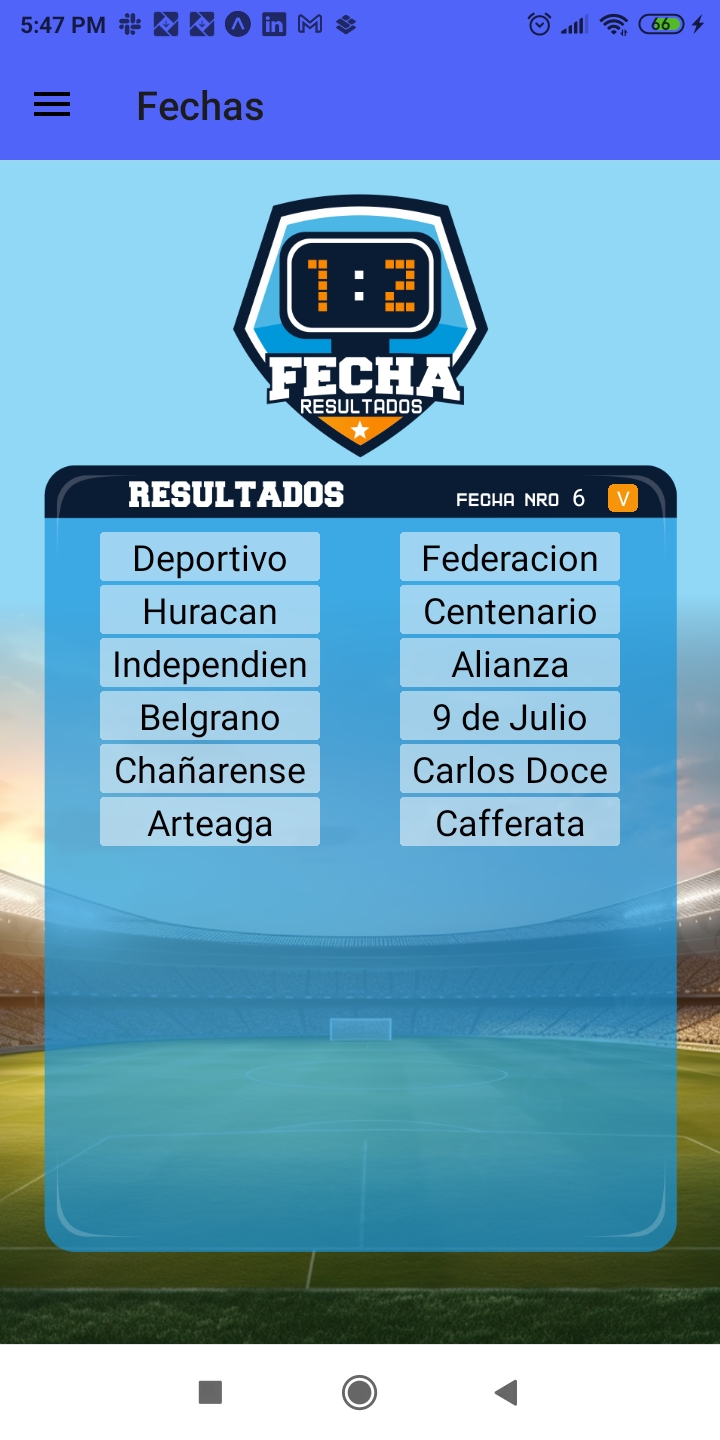 5:47 PM 66
Fechas
1:2
FECHA
RESULTADOS
RESULTADOS FECHA NRO 6 V
Deportivo Federacion
Huracan Centenario
Independien Alianza
Belgrano 9 de Julio
Chañarense Carlos Doce
Arteaga Cafferata